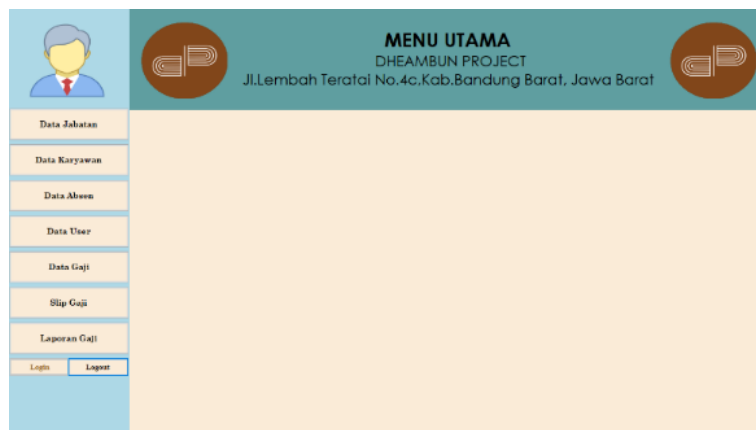 MENU UTAMA
DHEAMBUN PROJECT
Jl.Lembah Teratai No.4c.Kab.Bandung Barat, Jawa Barat
Data Jabatan
Data Karyawan
Data Absen
Data User
Data Gaji
Slip Gaji
Laporan Gaji
Login Logout